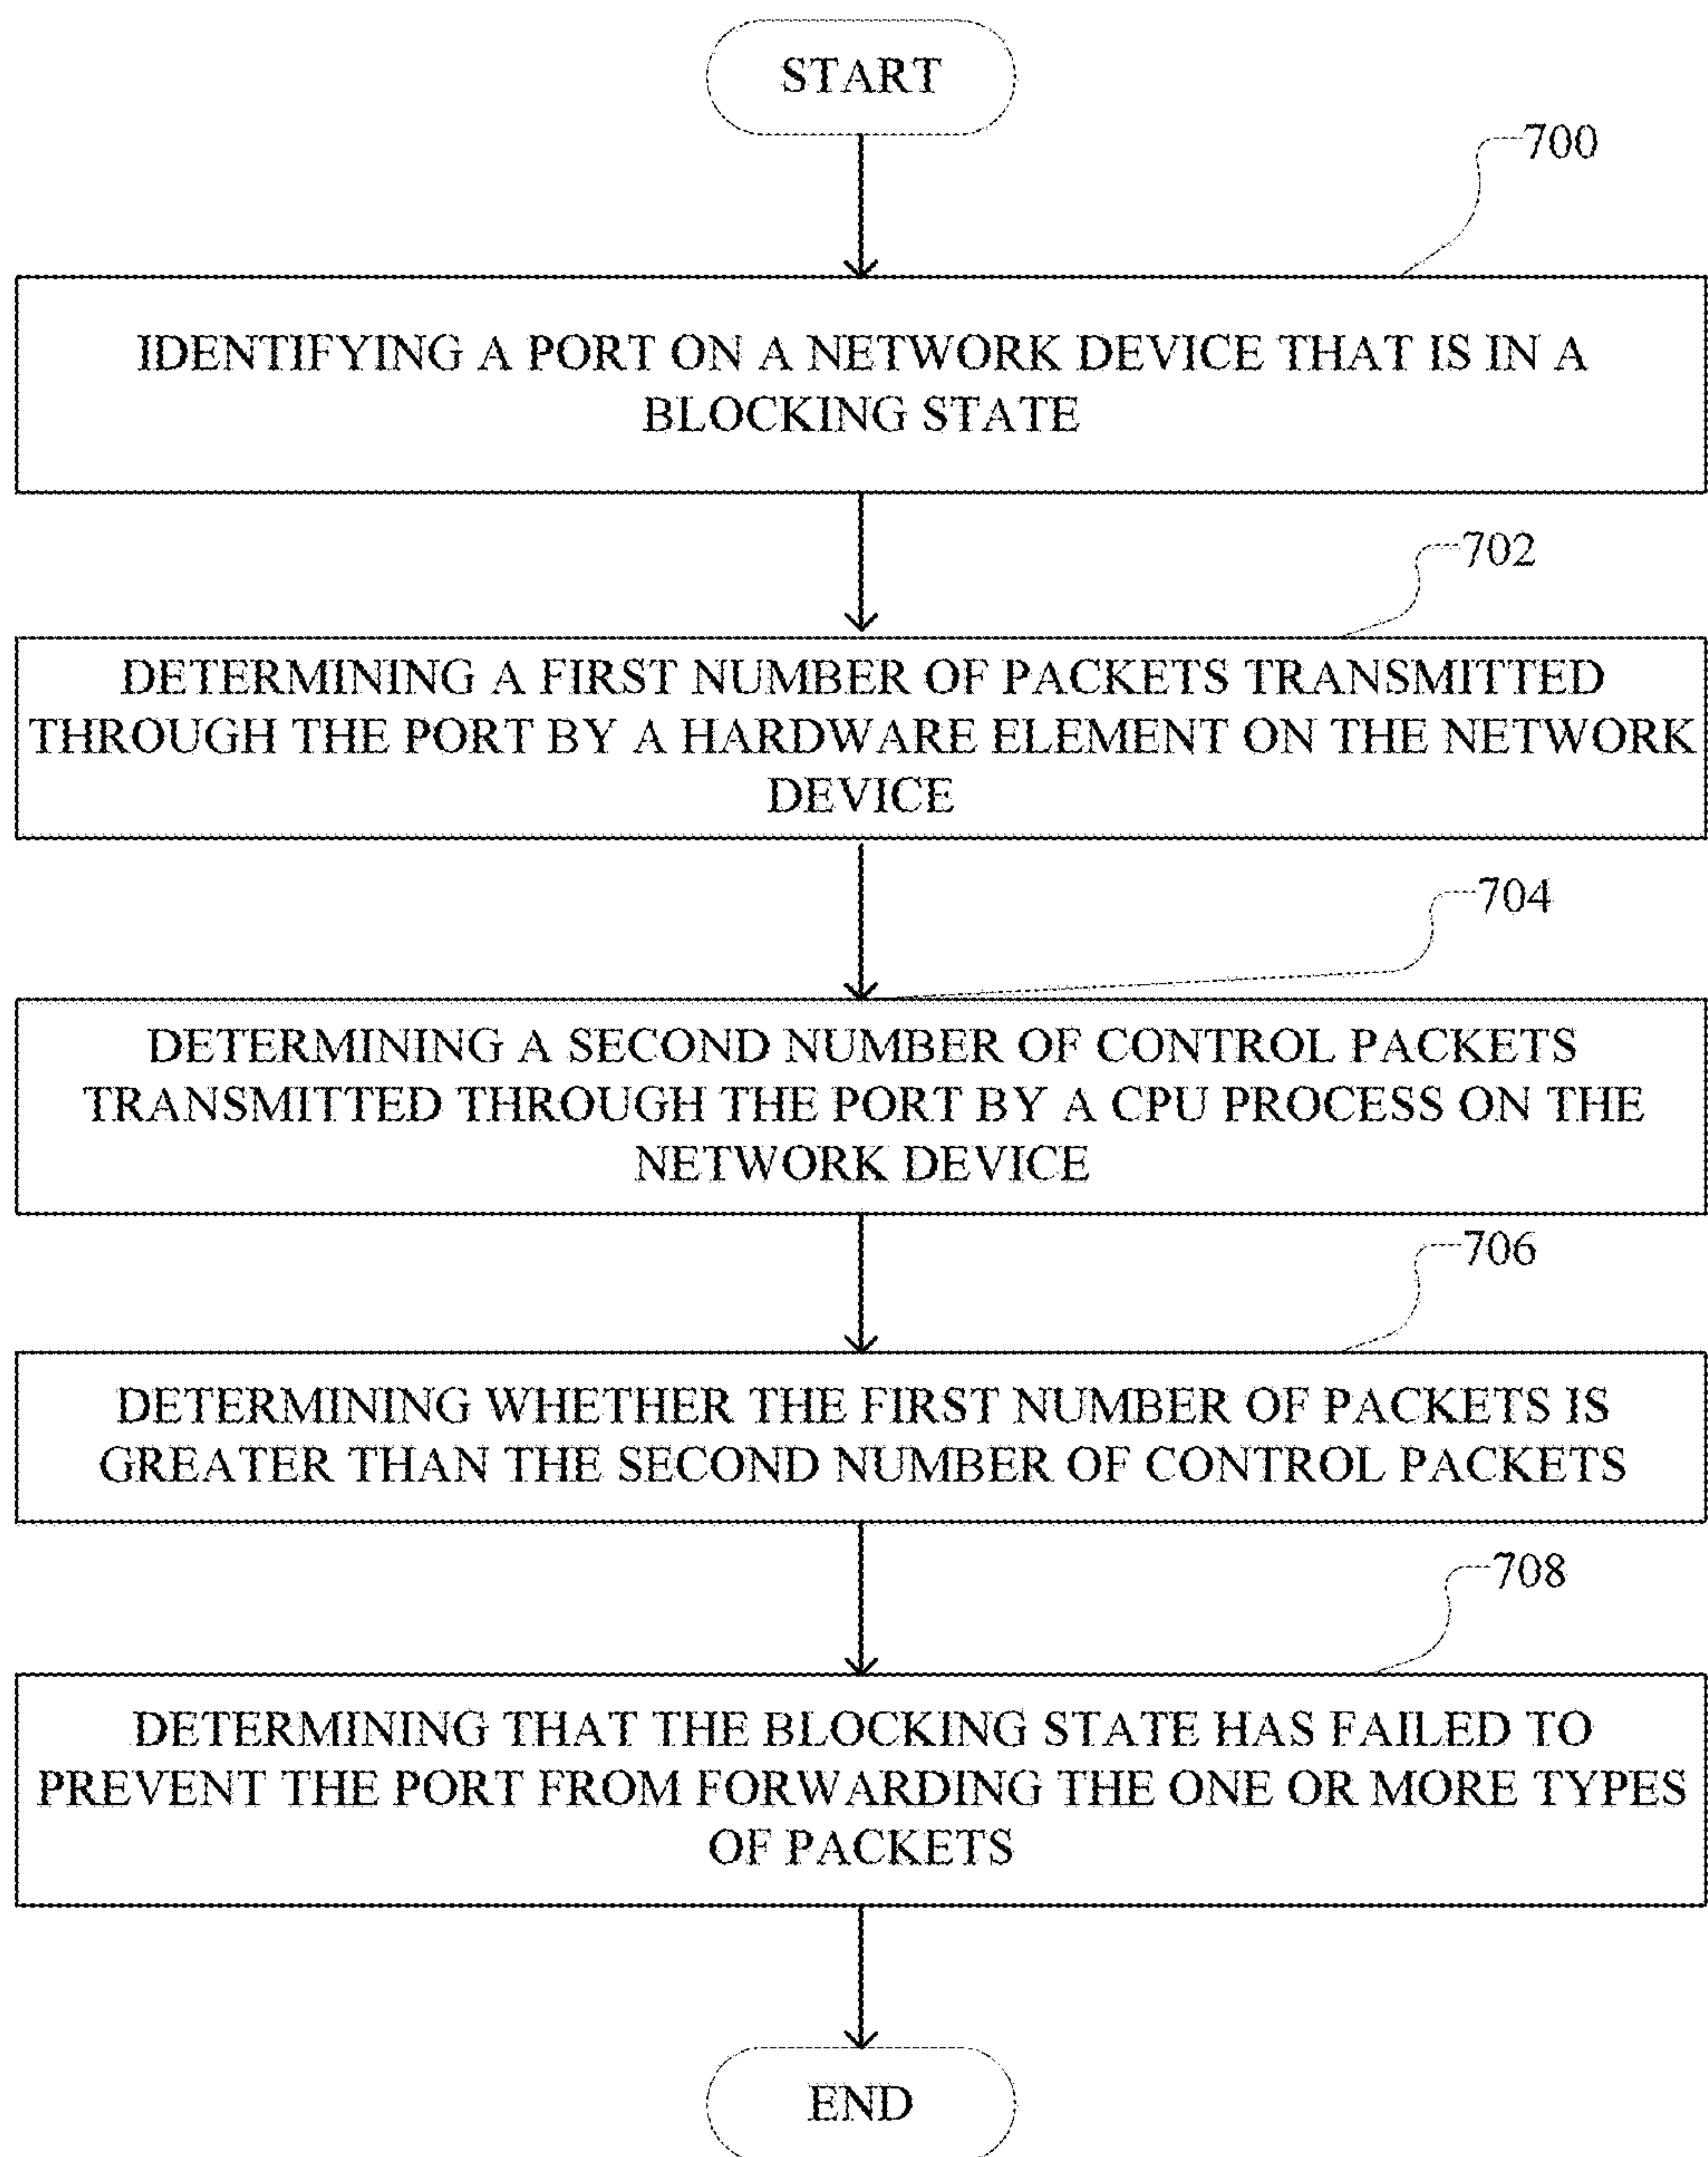 START
700
IDENTIFYING A PORT ON A NETWORK DEVICE THAT IS IN A
BLOCKING STATE
702
DETERMINING A FIRST NUMBER OF PACKETS TRANSMITTED
THROUGH THE PORT BY A HARDWARE ELEMENT ON THE NETWORK
DEVICE
704
DETERMINING A SECOND NUMBER OF CONTROL PACKETS
TRANSMITTED THROUGH THE PORT BY A CPU PROCESS ON THE
NETWORK DEVICE
706
DETERMINING WHETHER THE FIRST NUMBER OF PACKETS IS
GREATER THAN THE SECOND NUMBER OF CONTROL PACKETS
708
DETERMINING THAT THE BLOCKING STATE HAS FAILED TO
PREVENT THE PORT FROM FORWARDING THE ONE OR MORE TYPES
OF PACKETS
END